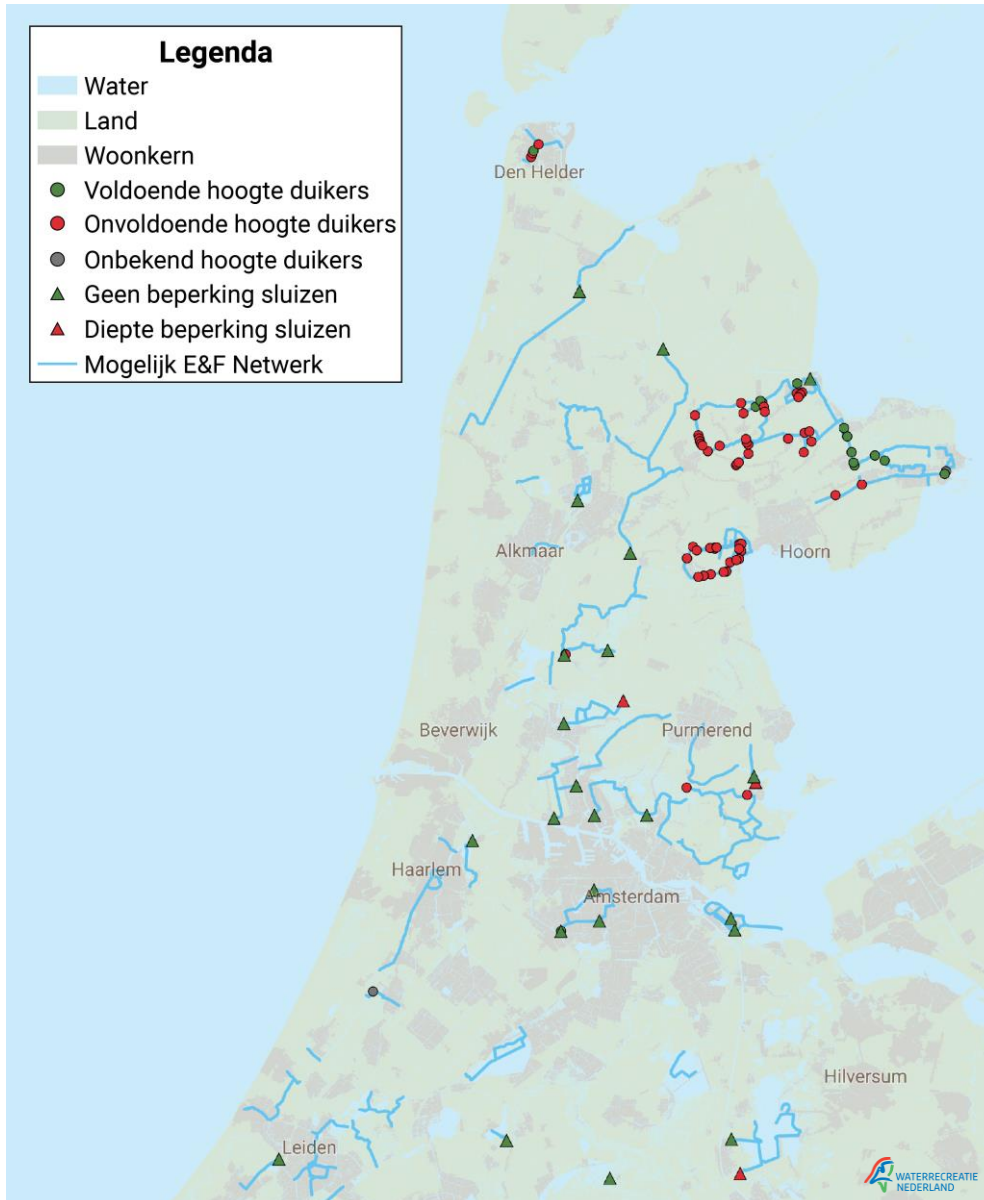 Legenda
Water
Land
Woonkern
Voldoende hoogte duikers
Onvoldoende hoogte duikers
Onbekend hoogte duikers
Geen beperking sluizen
Diepte beperking sluizen
Mogelijk E&F Netwerk
Den Helder
Alkmaar
Hoorn
Beverwijk
Purmerend
Haarlem
Amsterdam
Hilversum
Leiden
WATERRECREATIE
NEDERLAND